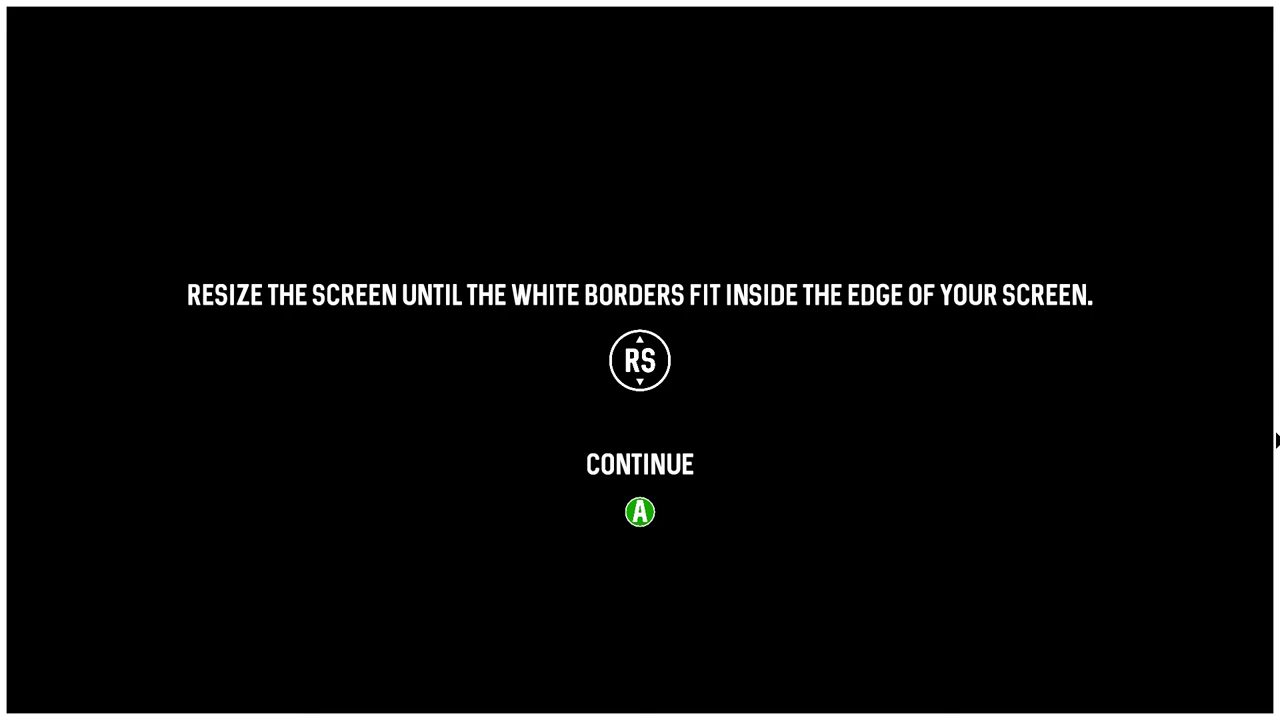 RESIZE THE SCREEN UNTIL THE WHITE BORDERS FIT INSIDE THE EDGE OF YOUR SCREEN.
RS
CONTINUE
A